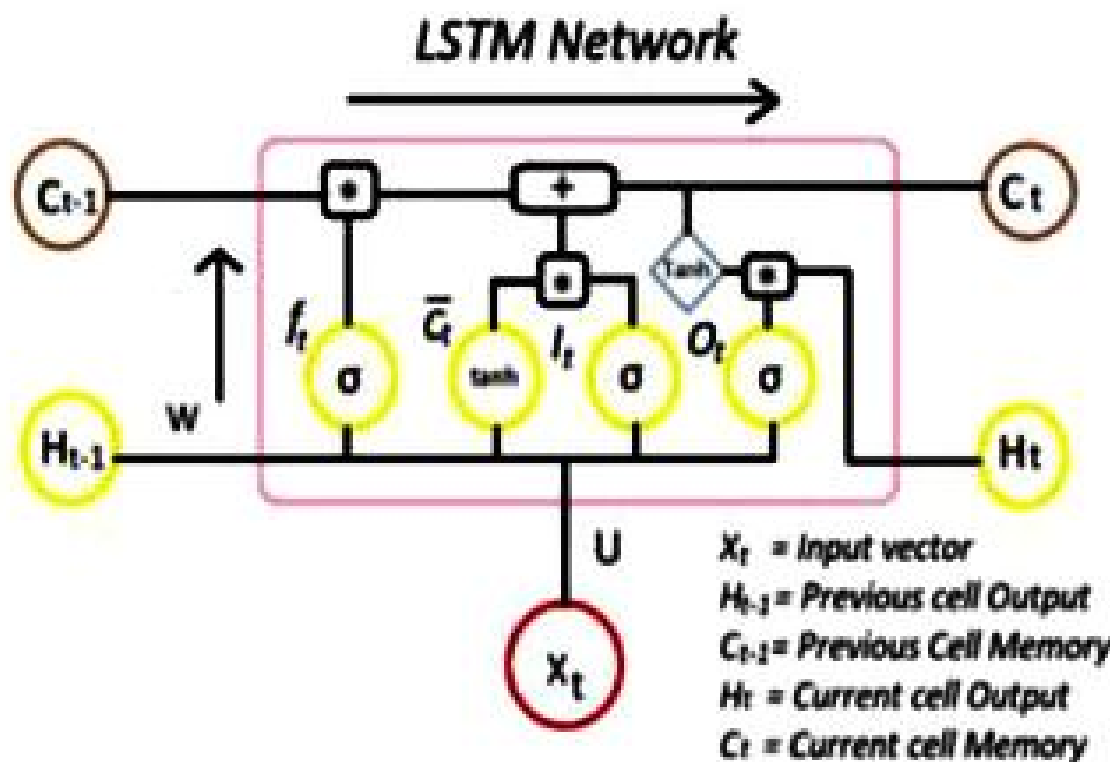 LSTM Network
Ct-1
*
+
Ct
Tanh
*
*
ft
C̅t
It
Ot
σ
tanh
σ
σ
W
Ht-1
Ht
U
Xt
Xt = Input vector
Ht-1 = Previous cell Output
Ct-1 = Previous Cell Memory
Ht = Current cell Output
Ct = Current cell Memory